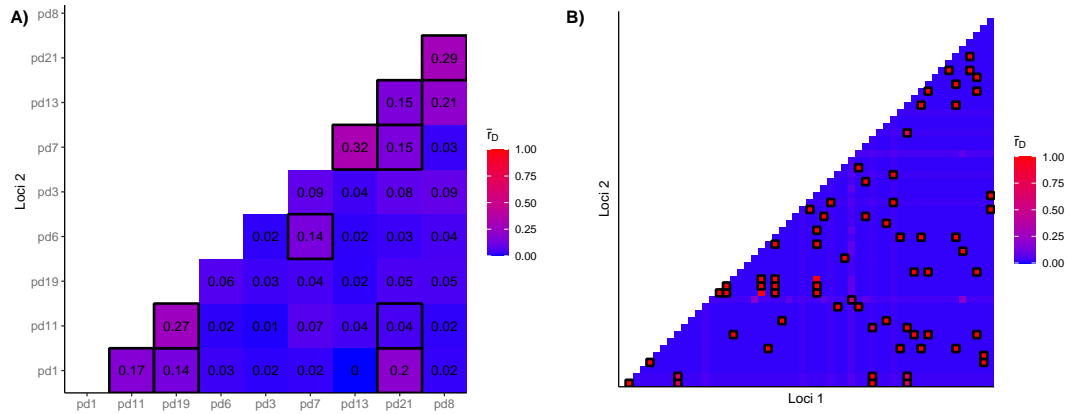 A)
pd8
pd21
pd13
pd7
pd3
pd6
pd19
pd11
pd1
Loci 2
0.29
0.15 0.21
0.32 0.15 0.03
0.09 0.04 0.08 0.09
0.02 0.14 0.02 0.03 0.04
0.06 0.03 0.04 0.02 0.05 0.05
0.27 0.02 0.01 0.07 0.04 0.04 0.02
0.17 0.14 0.03 0.02 0.02 0 0.2 0.02
pd1 pd11 pd19 pd6 pd3 pd7 pd13 pd21 pd8
r̄D
1.00
0.75
0.50
0.25
0.00
B)
Loci 2
Loci 1
r̄D
1.00
0.75
0.50
0.25
0.00